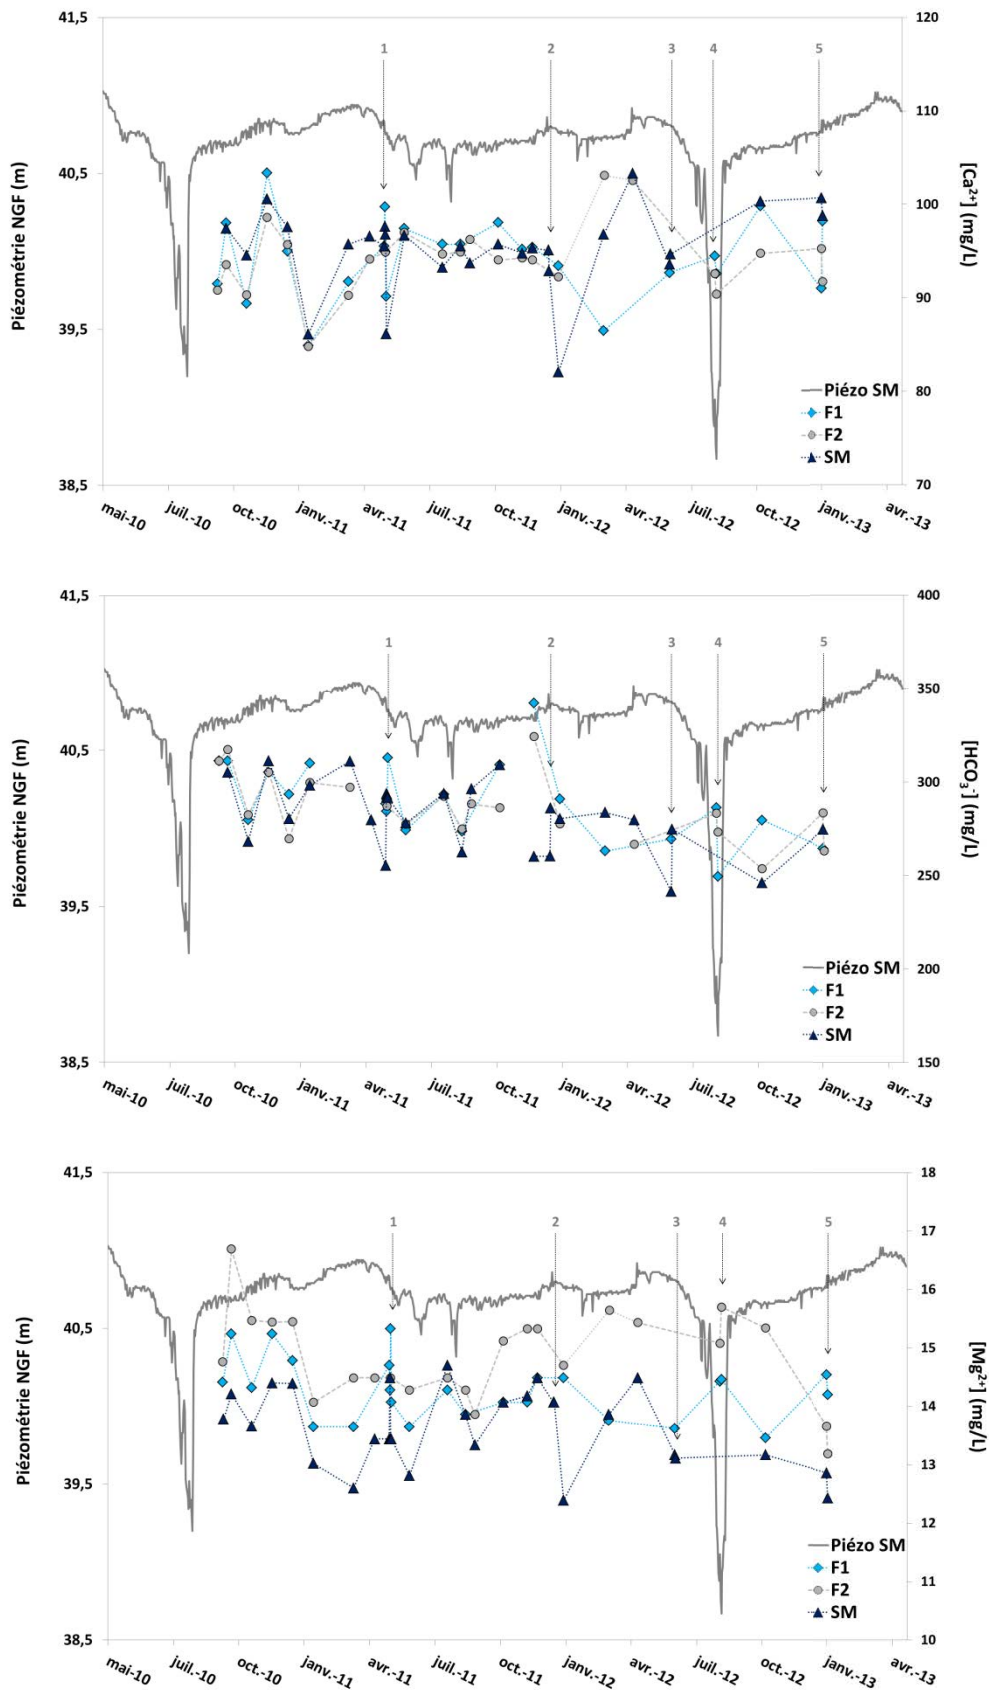 41,5
40,5
39,5
38,5
Piézométrie NGF (m)
120
110
100
90
80
70
[Ca²⁺] (mg/L)
1
2
3
4
5
Piézo SM
F1
F2
SM
mai-10
juil.-10
oct.-10
janv.-11
avr.-11
juil.-11
oct.-11
janv.-12
avr.-12
juil.-12
oct.-12
janv.-13
avr.-13
41,5
40,5
39,5
38,5
Piézométrie NGF (m)
400
350
300
250
200
150
[HCO₃⁻] (mg/L)
1
2
3
4
5
Piézo SM
F1
F2
SM
mai-10
juil.-10
oct.-10
janv.-11
avr.-11
juil.-11
oct.-11
janv.-12
avr.-12
juil.-12
oct.-12
janv.-13
avr.-13
41,5
40,5
39,5
38,5
Piézométrie NGF (m)
18
17
16
15
14
13
12
11
10
[Mg²⁺] (mg/L)
1
2
3
4
5
Piézo SM
F1
F2
SM
mai-10
juil.-10
oct.-10
janv.-11
avr.-11
juil.-11
oct.-11
janv.-12
avr.-12
juil.-12
oct.-12
janv.-13
avr.-13